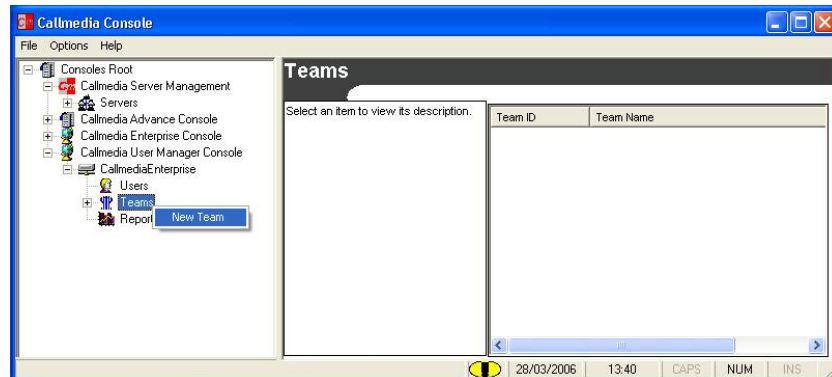 Callmedia Console
File Options Help
Consoles Root
Callmedia Server Management
Servers
Callmedia Advance Console
Callmedia Enterprise Console
Callmedia User Manager Console
CallmediaEnterprise
Users
Teams
Report
New Team
Teams
Select an item to view its description.
Team ID Team Name
28/03/2006 13:40 CAPS NUM INS